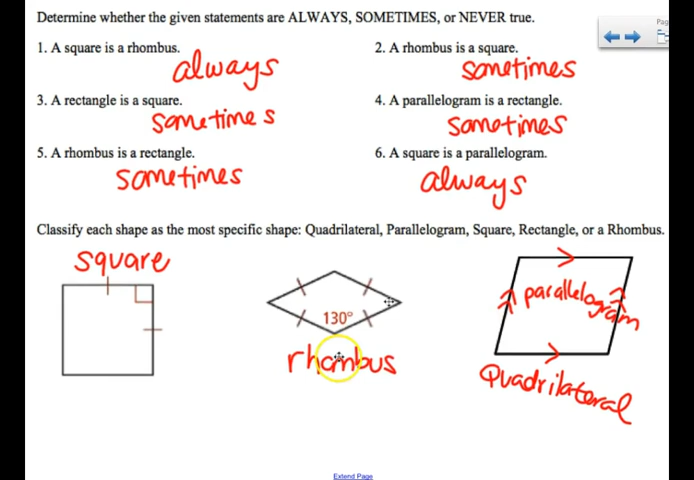 Determine whether the given statements are ALWAYS, SOMETIMES, or NEVER true.
Pag
1. A square is a rhombus.
2. A rhombus is a square.
always
sometimes
3. A rectangle is a square.
4. A parallelogram is a rectangle.
sometimes
sometimes
5. A rhombus is a rectangle.
6. A square is a parallelogram.
sometimes
always
Classify each shape as the most specific shape: Quadrilateral, Parallelogram, Square, Rectangle, or a Rhombus.
square
parallelogram
130°
rhombus
Quadrilateral
Extend Page